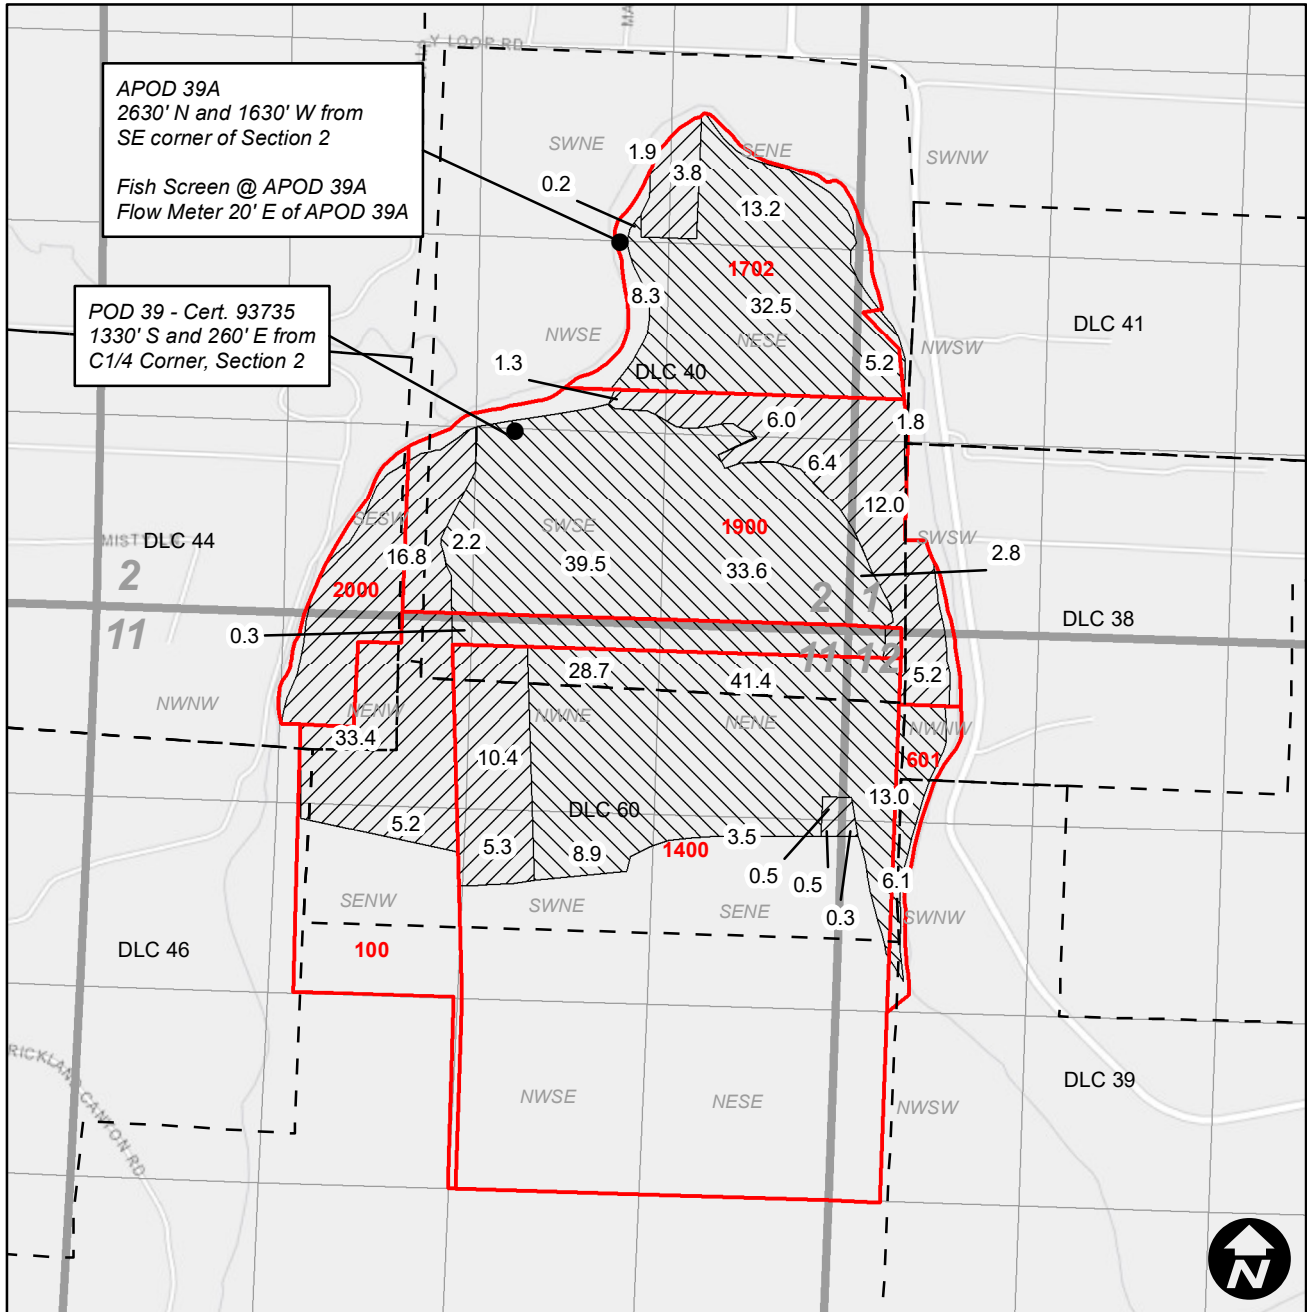 Y LOOP RD
MA
APOD 39A
2630' N and 1630' W from
SE corner of Section 2
Fish Screen @ APOD 39A
Flow Meter 20' E of APOD 39A
SWNE
1.9
SENE
SWNW
3.8
0.2
13.2
1702
POD 39 - Cert. 93735
1330' S and 260' E from
C1/4 Corner, Section 2
8.3
32.5
DLC 41
NWSE
NESE
NWSW
1.3
DLC 40
5.2
6.0
1.8
6.4
12.0
SESW
SWSE
1900
SWSW
MISTY
DLC 44
2.2
16.8
39.5
33.6
2.8
2
2000
2
1
DLC 38
11
0.3
11
12
28.7
41.4
5.2
NWNW
NENW
NWNE
NENE
NWNW
33.4
10.4
601
13.0
DLC 60
5.2
5.3
8.9
3.5
1400
0.5
0.5
6.1
SENW
SWNE
SENE
0.3
SWNW
DLC 46
100
RICKLAND CANYON RD
NWSE
NESE
NWSW
DLC 39
N